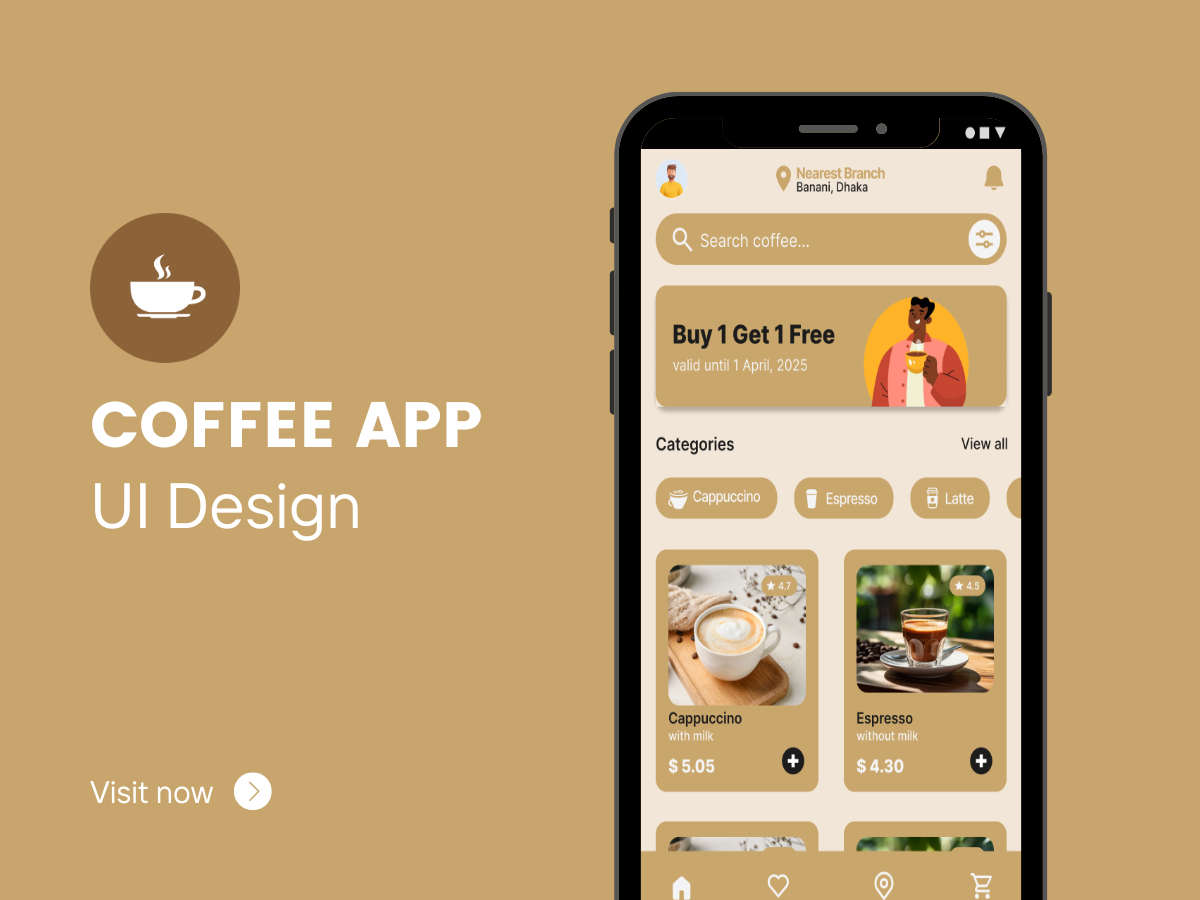 COFFEE APP
UI Design
Visit now
Nearest Branch
Banani, Dhaka
Search coffee...
Buy 1 Get 1 Free
valid until 1 April, 2025
Categories
View all
Cappuccino
Espresso
Latte
4.7
4.5
Cappuccino
with milk
$ 5.05
Espresso
without milk
$ 4.30